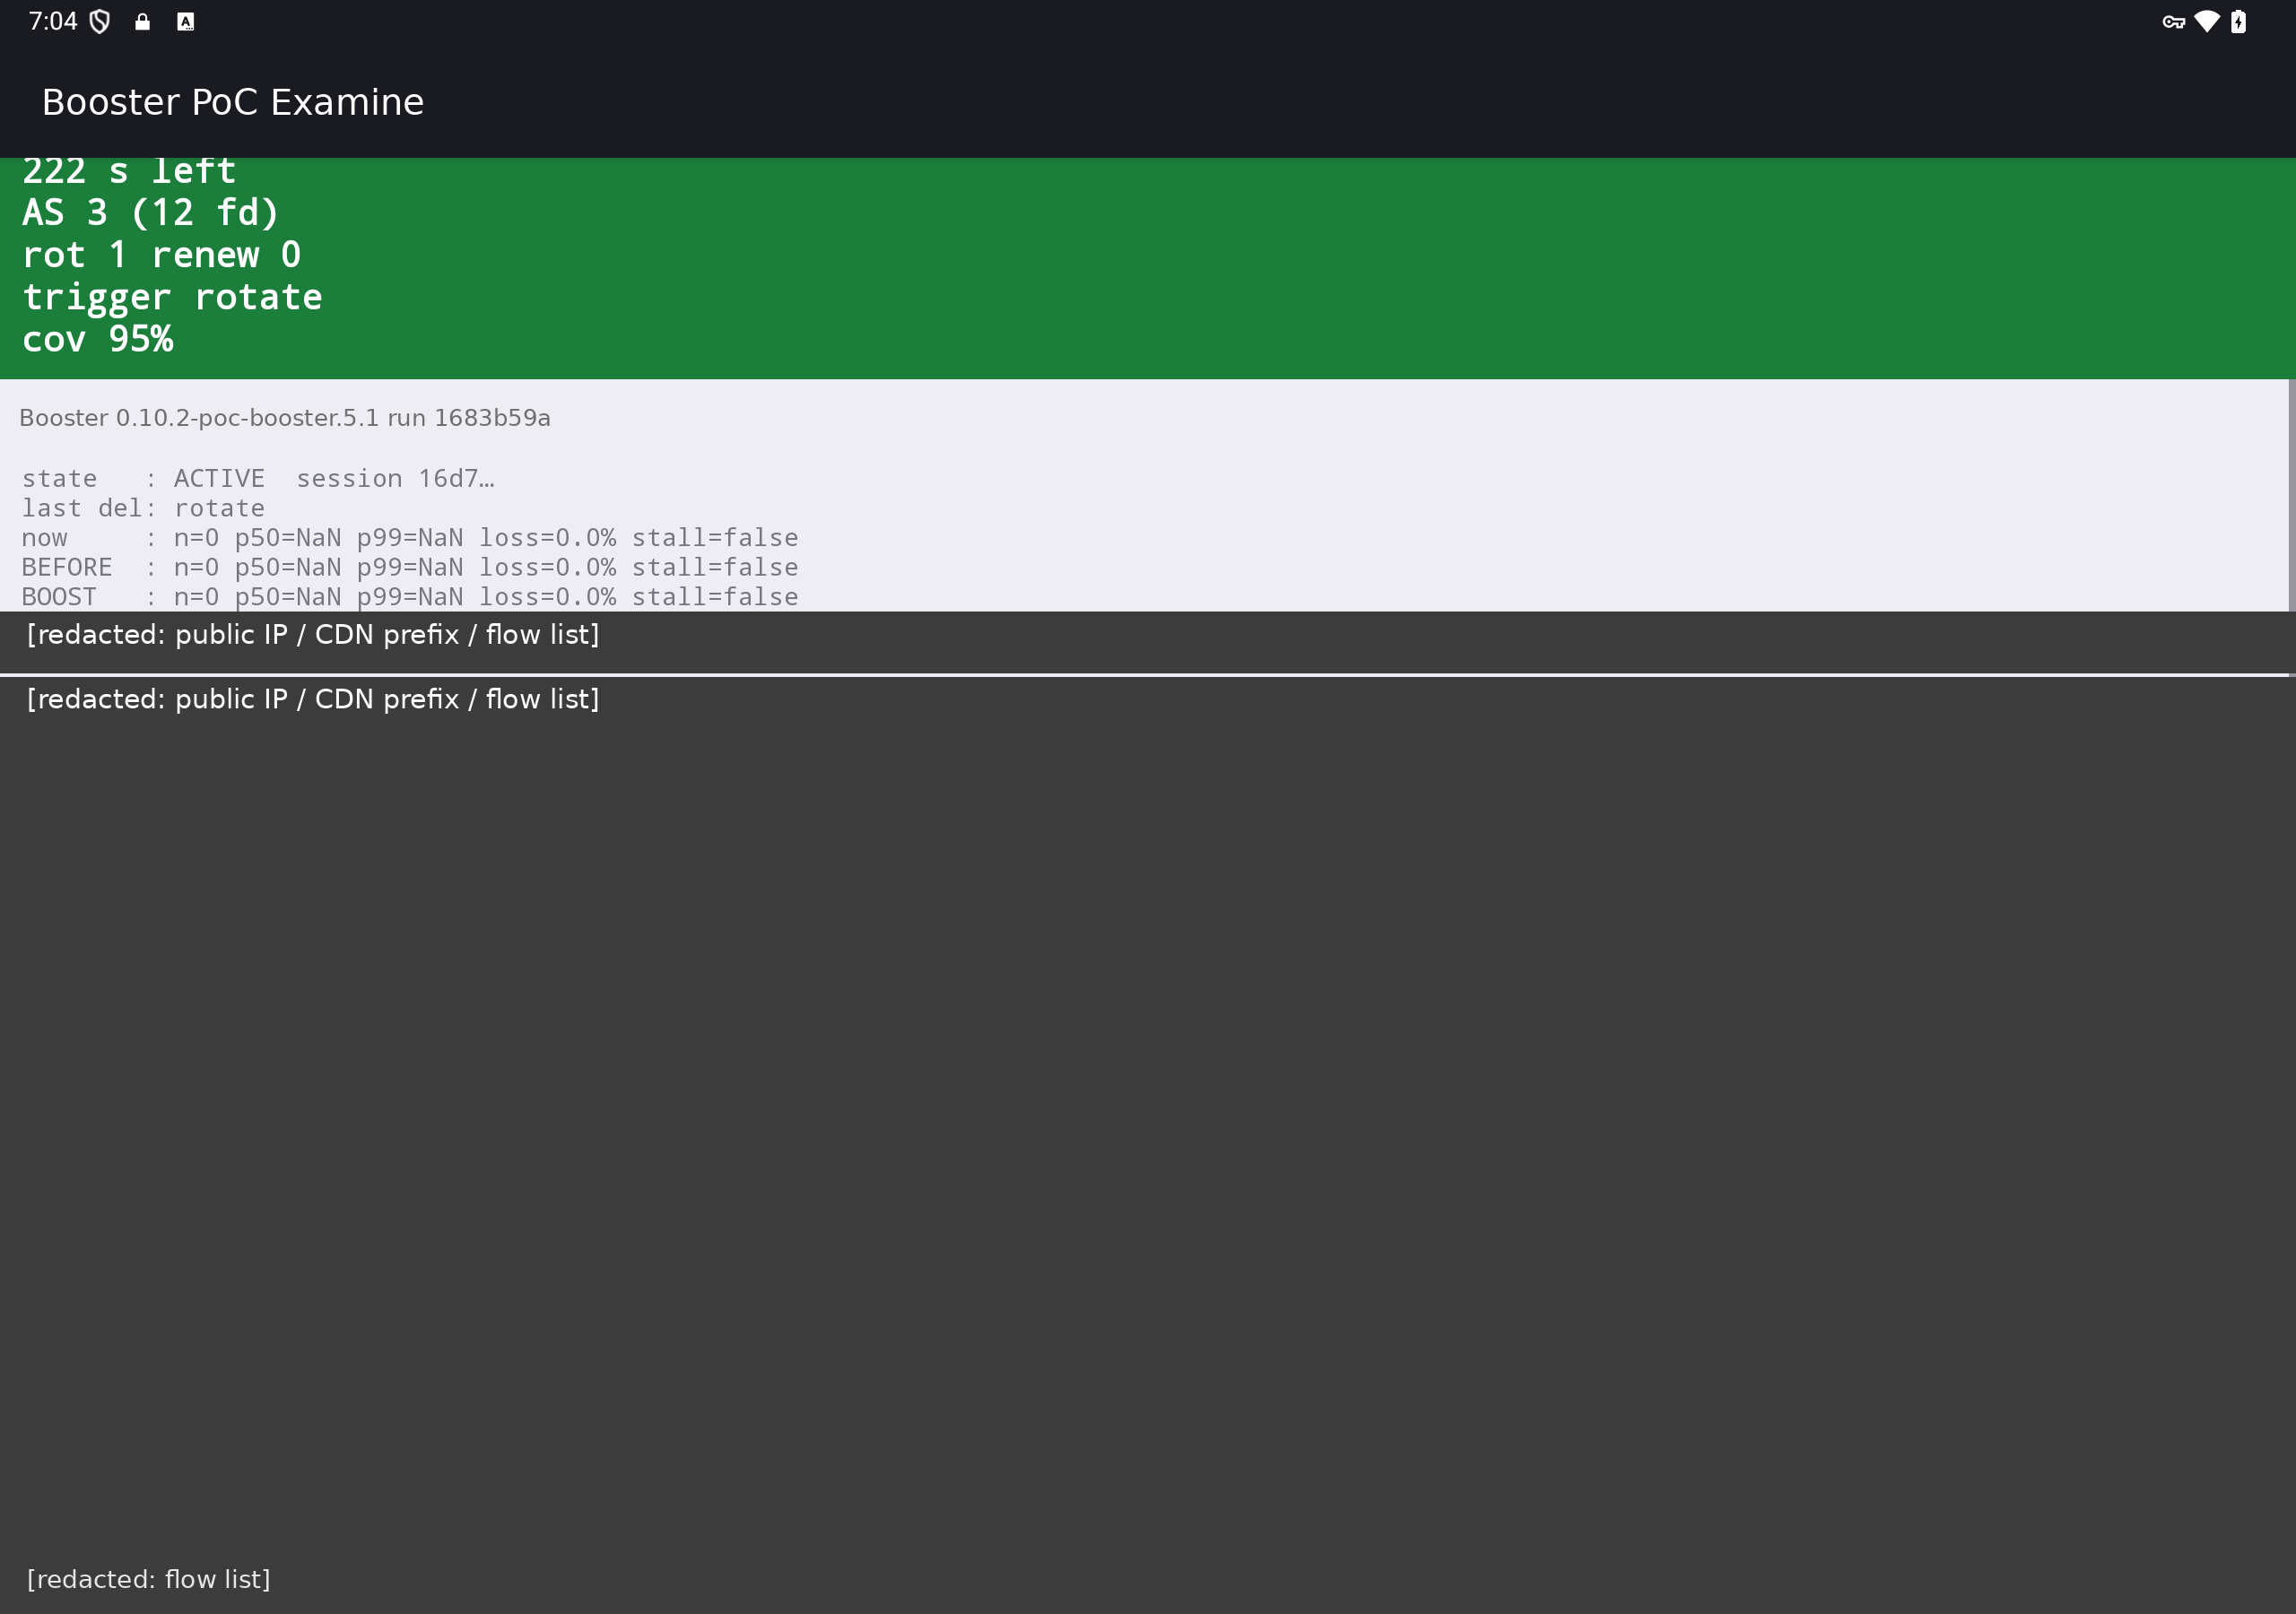 7:04
Booster PoC Examine
222 s left
AS 3 (12 fd)
rot 1 renew 0
trigger rotate
cov 95%
Booster 0.10.2-poc-booster.5.1 run 1683b59a
state   : ACTIVE  session 16d7…
last del: rotate
now     : n=0 p50=NaN p99=NaN loss=0.0% stall=false
BEFORE  : n=0 p50=NaN p99=NaN loss=0.0% stall=false
BOOST   : n=0 p50=NaN p99=NaN loss=0.0% stall=false
[redacted: public IP / CDN prefix / flow list]
[redacted: public IP / CDN prefix / flow list]
[redacted: flow list]